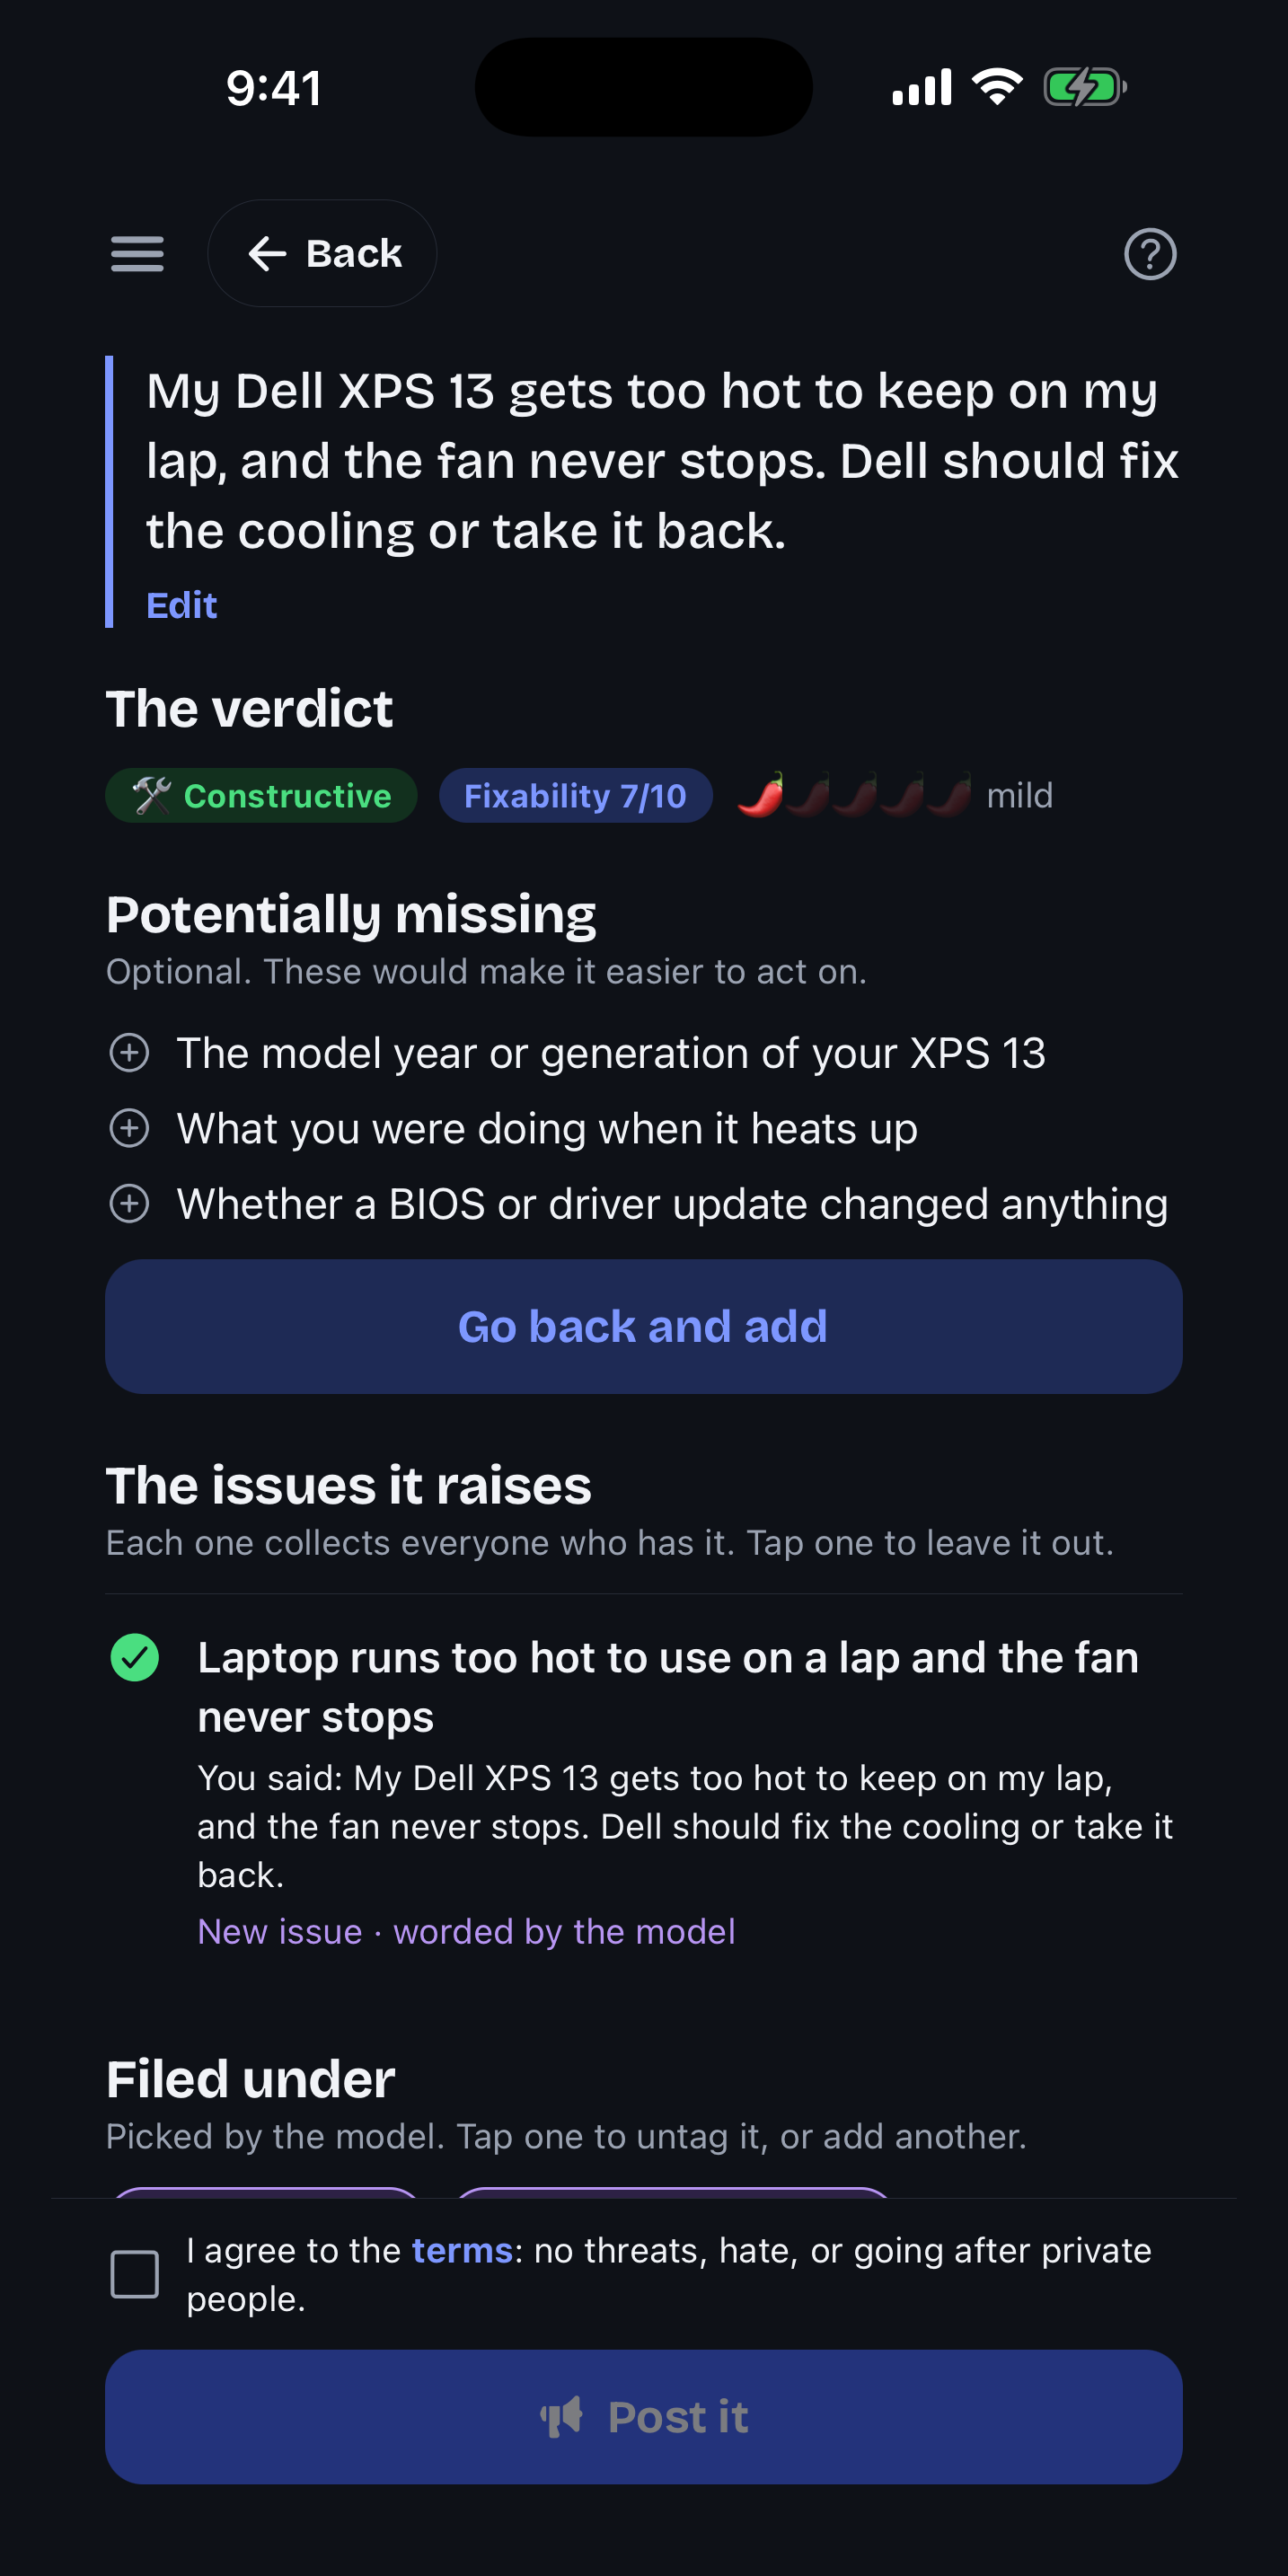 9:41
Back
My Dell XPS 13 gets too hot to keep on my
lap, and the fan never stops. Dell should fix
the cooling or take it back.
Edit
The verdict
🛠️ Constructive Fixability 7/10 🌶️🌶️🌶️🌶️🌶️ mild
Potentially missing
Optional. These would make it easier to act on.
The model year or generation of your XPS 13
What you were doing when it heats up
Whether a BIOS or driver update changed anything
Go back and add
The issues it raises
Each one collects everyone who has it. Tap one to leave it out.
Laptop runs too hot to use on a lap and the fan
never stops
You said: My Dell XPS 13 gets too hot to keep on my lap,
and the fan never stops. Dell should fix the cooling or take it
back.
New issue · worded by the model
Filed under
Picked by the model. Tap one to untag it, or add another.
I agree to the terms: no threats, hate, or going after private
people.
Post it